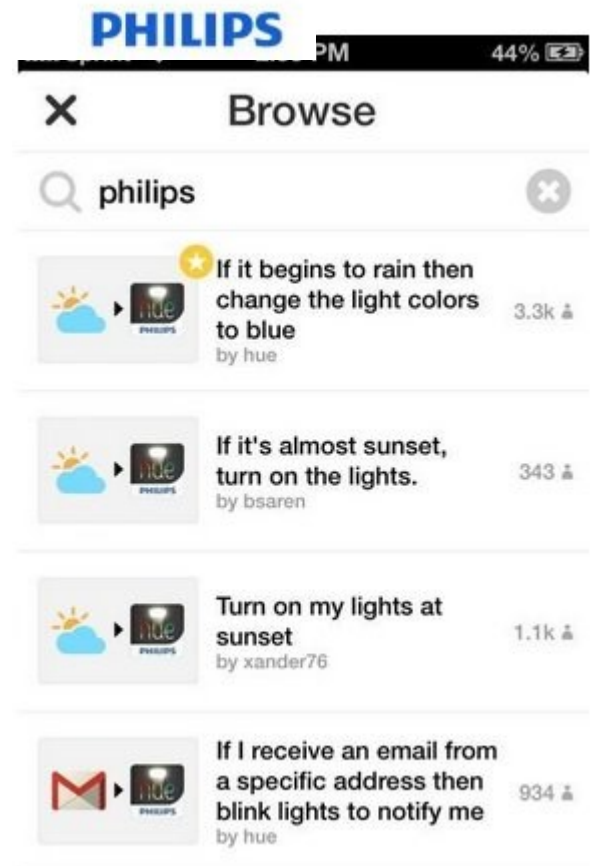 PHILIPS
PM 44%
Browse
philips
If it begins to rain then
change the light colors
to blue
by hue
3.3k
hue
PHILIPS
If it's almost sunset,
turn on the lights.
by bsaren
343
hue
PHILIPS
Turn on my lights at
sunset
by xander76
1.1k
hue
PHILIPS
If I receive an email from
a specific address then
blink lights to notify me
by hue
934
hue
PHILIPS